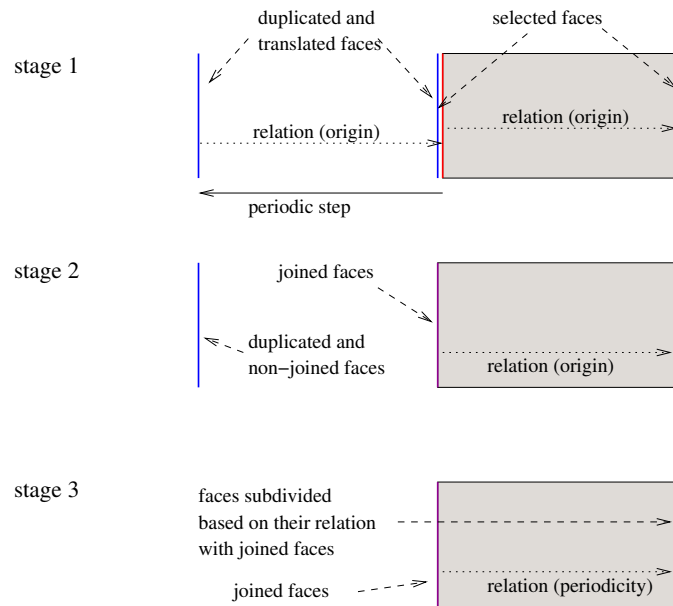 duplicated and
translated faces
selected faces
stage 1
relation (origin)
relation (origin)
periodic step
stage 2
joined faces
duplicated and
non−joined faces
relation (origin)
stage 3
faces subdivided
based on their relation
with joined faces
joined faces
relation (periodicity)